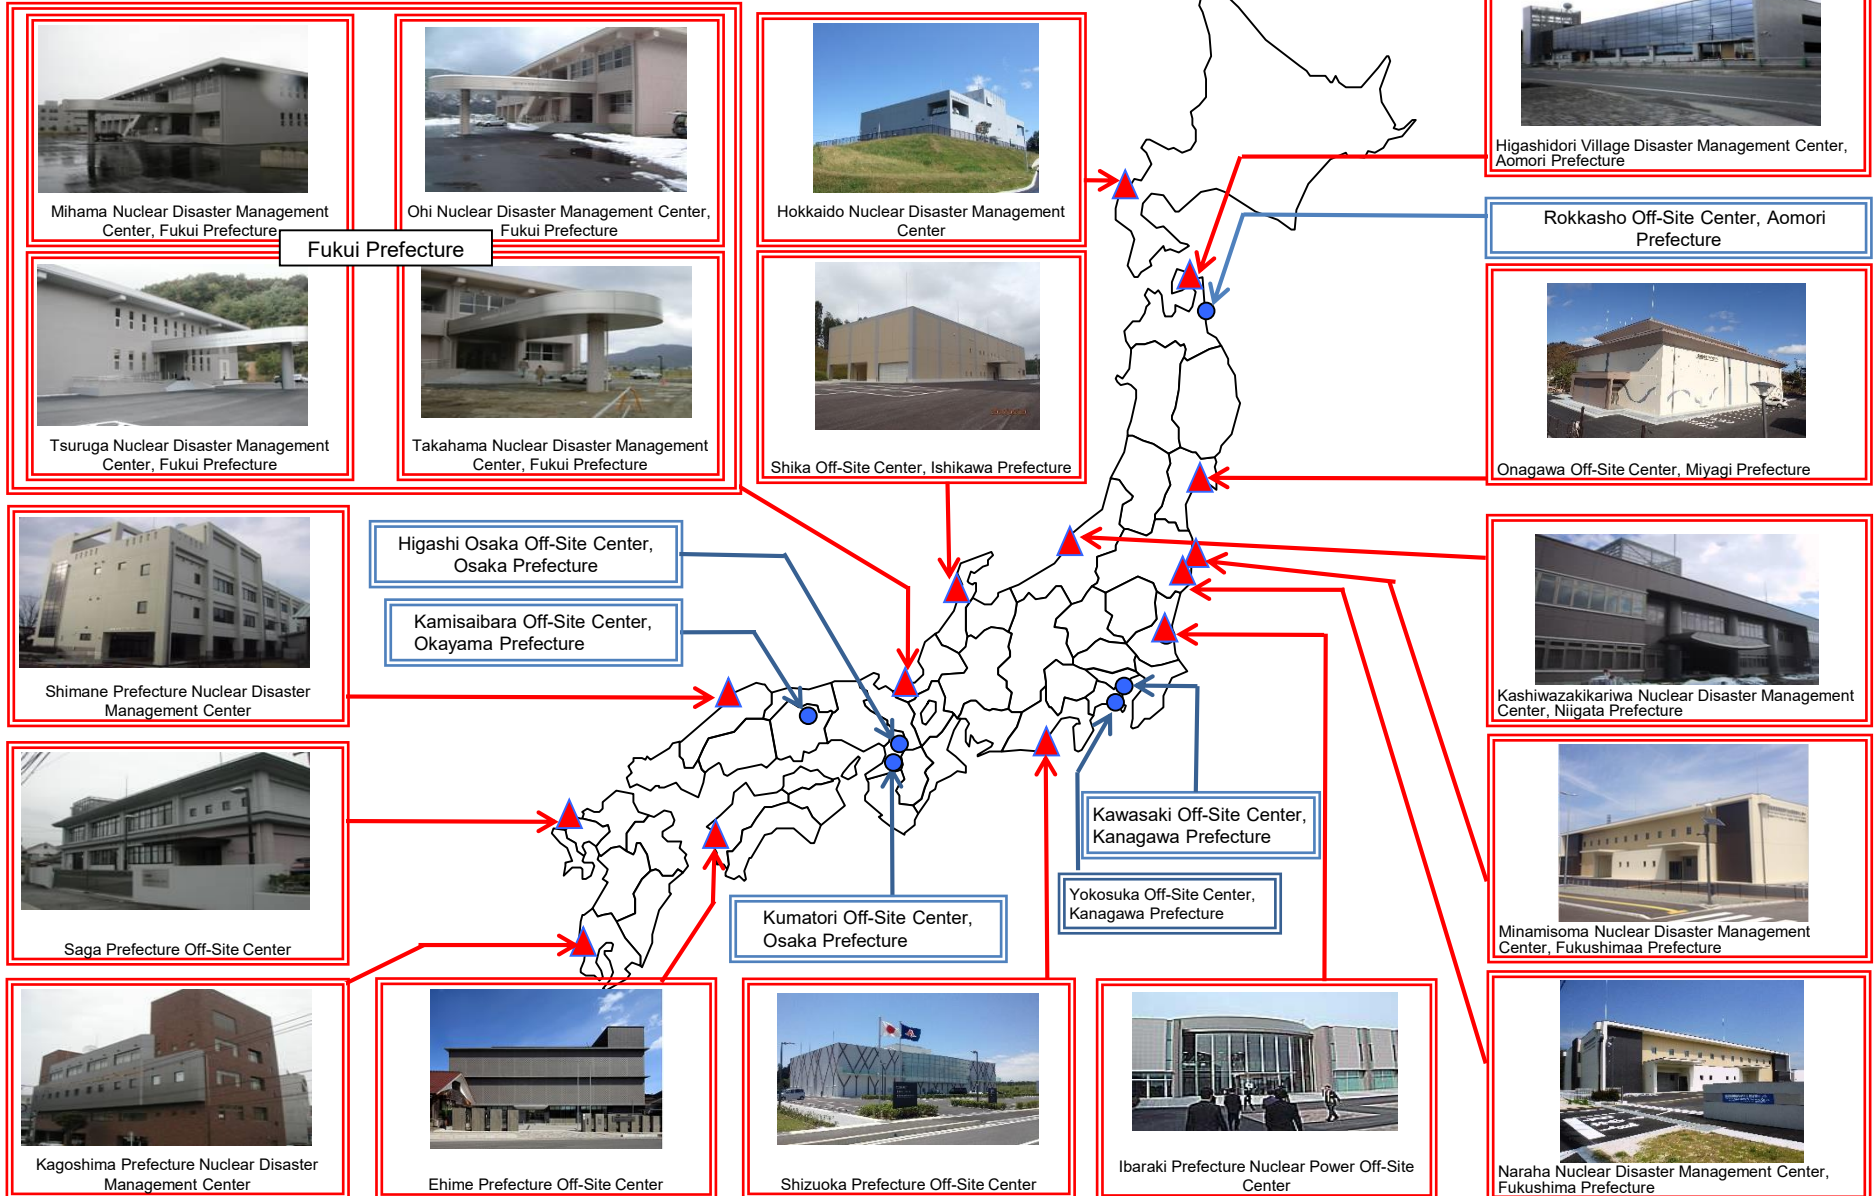 Mihama Nuclear Disaster Management
Center, Fukui Prefecture
Ohi Nuclear Disaster Management Center,
Fukui Prefecture
Fukui Prefecture
Tsuruga Nuclear Disaster Management
Center, Fukui Prefecture
Takahama Nuclear Disaster Management
Center, Fukui Prefecture
Hokkaido Nuclear Disaster Management
Center
Shika Off-Site Center, Ishikawa Prefecture
Higashidori Village Disaster Management Center,
Aomori Prefecture
Rokkasho Off-Site Center, Aomori
Prefecture
Onagawa Off-Site Center, Miyagi Prefecture
Shimane Prefecture Nuclear Disaster
Management Center
Higashi Osaka Off-Site Center,
Osaka Prefecture
Kamisaibara Off-Site Center,
Okayama Prefecture
Kashiwazakikariwa Nuclear Disaster Management
Center, Niigata Prefecture
Saga Prefecture Off-Site Center
Kawasaki Off-Site Center,
Kanagawa Prefecture
Yokosuka Off-Site Center,
Kanagawa Prefecture
Kumatori Off-Site Center,
Osaka Prefecture
Minamisoma Nuclear Disaster Management
Center, Fukushimaa Prefecture
Kagoshima Prefecture Nuclear Disaster
Management Center
Ehime Prefecture Off-Site Center
Shizuoka Prefecture Off-Site Center
Ibaraki Prefecture Nuclear Power Off-Site
Center
Naraha Nuclear Disaster Management Center,
Fukushima Prefecture